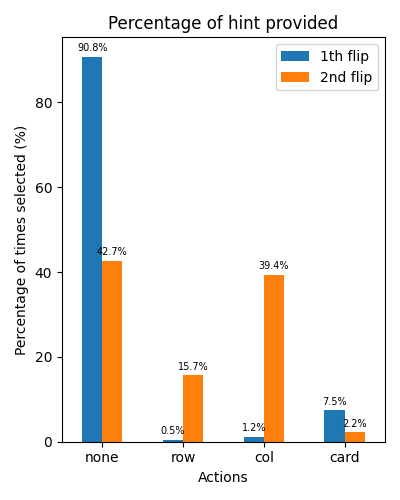 Percentage of hint provided
Percentage of times selected (%)
80
60
40
20
0
90.8%
42.7%
0.5%
15.7%
1.2%
39.4%
7.5%
2.2%
1th flip
2nd flip
none
row
col
card
Actions